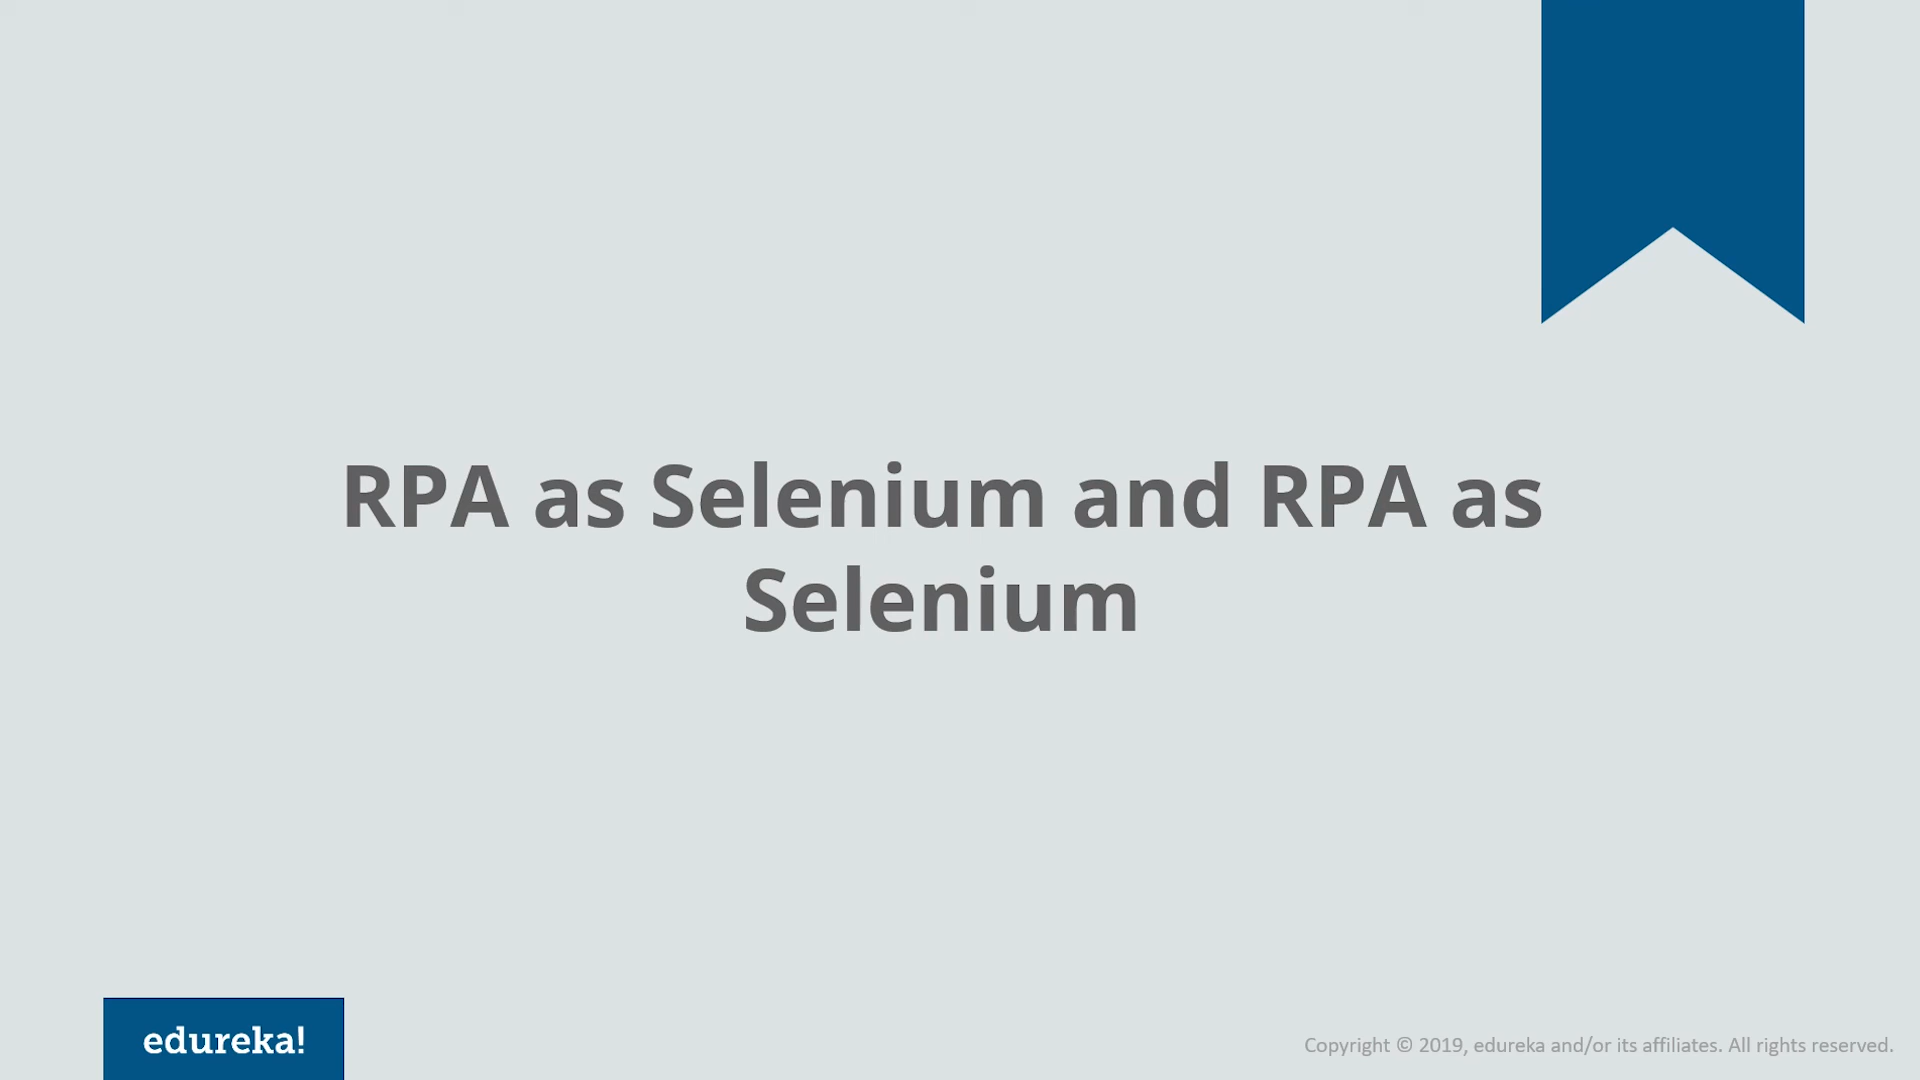 RPA as Selenium and RPA as
Selenium
edureka!
Copyright © 2019, edureka and/or its affiliates. All rights reserved.